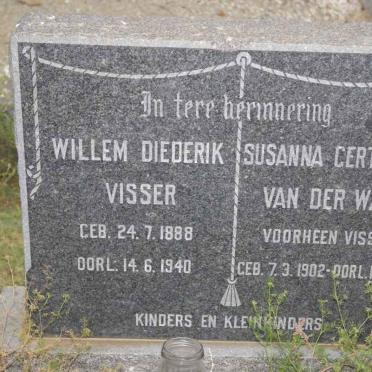 In tere herinnering
WILLEM DIEDERIK
VISSER
GEB. 24. 7. 1888
OORL. 14. 6. 1940
SUSANNA
VAN DER
VOORHEEN
GEB. 7. 3. 1902 - OORL.
KINDERS EN KLEINKINDERS